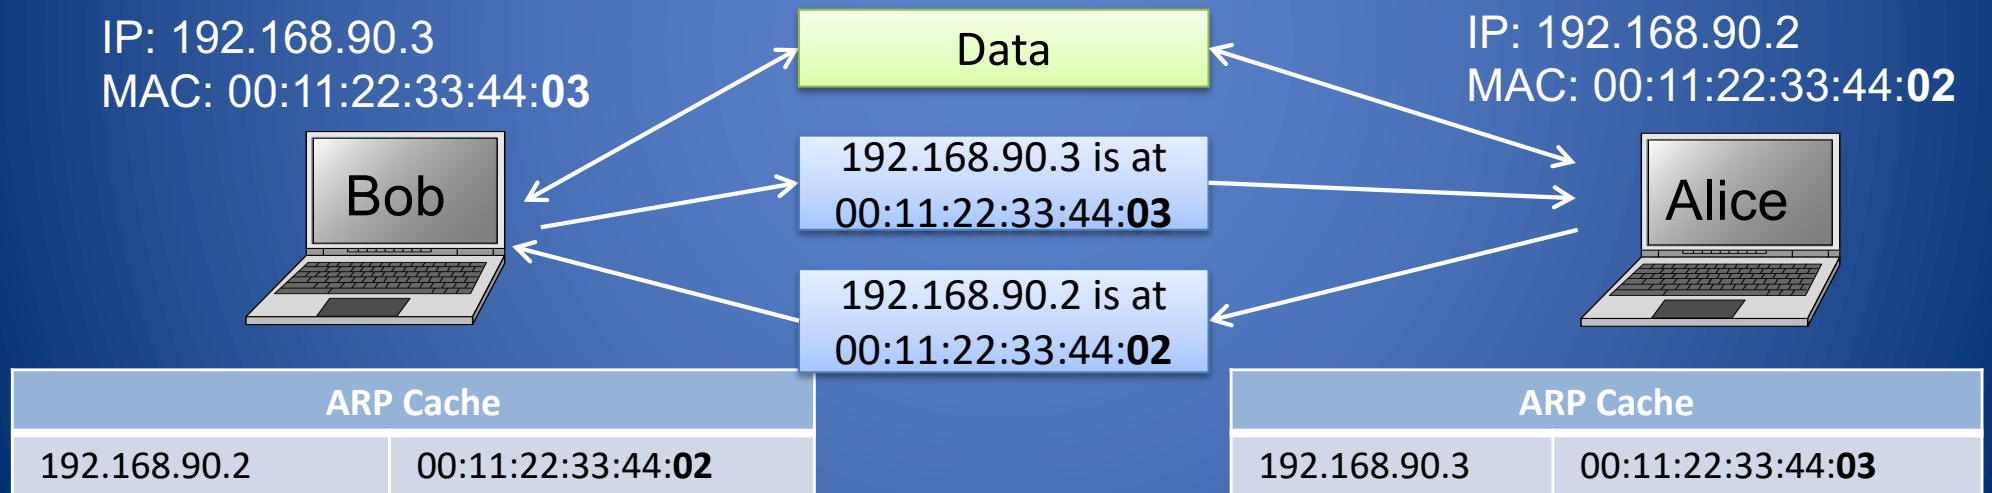 IP: 192.168.90.3
MAC: 00:11:22:33:44:03
Data
IP: 192.168.90.2
MAC: 00:11:22:33:44:02
Bob
192.168.90.3 is at
00:11:22:33:44:03
Alice
192.168.90.2 is at
00:11:22:33:44:02
ARP Cache
192.168.90.2 00:11:22:33:44:02
ARP Cache
192.168.90.3 00:11:22:33:44:03